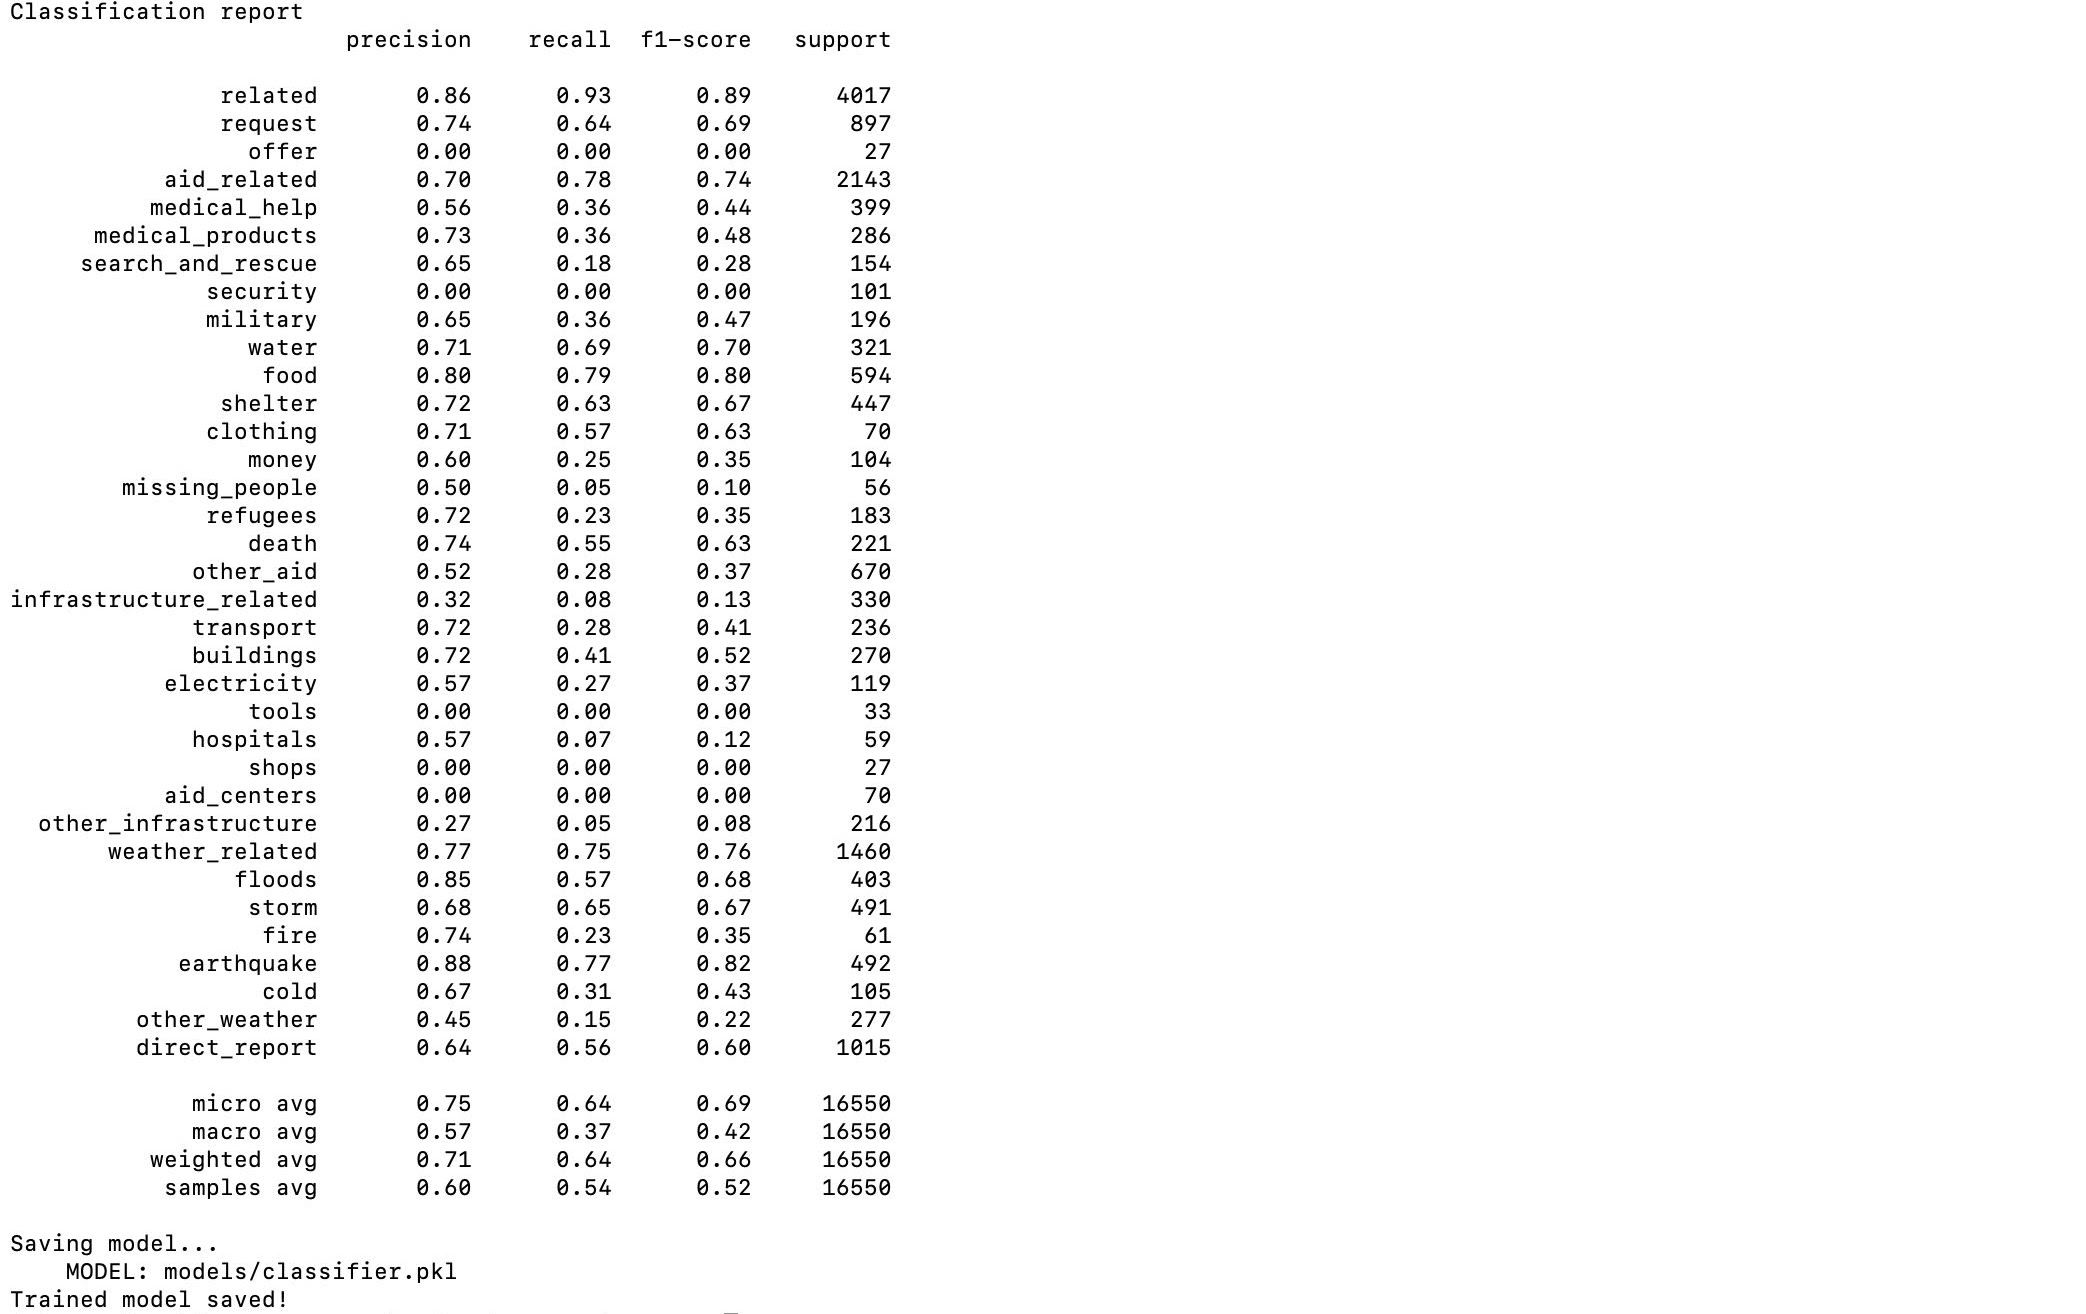 Classification report
precision recall f1-score support
related 0.86 0.93 0.89 4017
request 0.74 0.64 0.69 897
offer 0.00 0.00 0.00 27
aid_related 0.70 0.78 0.74 2143
medical_help 0.56 0.36 0.44 399
medical_products 0.73 0.36 0.48 286
search_and_rescue 0.65 0.18 0.28 154
security 0.00 0.00 0.00 101
military 0.65 0.36 0.47 196
water 0.71 0.69 0.70 321
food 0.80 0.79 0.80 594
shelter 0.72 0.63 0.67 447
clothing 0.71 0.57 0.63 70
money 0.60 0.25 0.35 104
missing_people 0.50 0.05 0.10 56
refugees 0.72 0.23 0.35 183
death 0.74 0.55 0.63 221
other_aid 0.52 0.28 0.37 670
infrastructure_related 0.32 0.08 0.13 330
transport 0.72 0.28 0.41 236
buildings 0.72 0.41 0.52 270
electricity 0.57 0.27 0.37 119
tools 0.00 0.00 0.00 33
hospitals 0.57 0.07 0.12 59
shops 0.00 0.00 0.00 27
aid_centers 0.00 0.00 0.00 70
other_infrastructure 0.27 0.05 0.08 216
weather_related 0.77 0.75 0.76 1460
floods 0.85 0.57 0.68 403
storm 0.68 0.65 0.67 491
fire 0.74 0.23 0.35 61
earthquake 0.88 0.77 0.82 492
cold 0.67 0.31 0.43 105
other_weather 0.45 0.15 0.22 277
direct_report 0.64 0.56 0.60 1015
micro avg 0.75 0.64 0.69 16550
macro avg 0.57 0.37 0.42 16550
weighted avg 0.71 0.64 0.66 16550
samples avg 0.60 0.54 0.52 16550
Saving model...
MODEL: models/classifier.pkl
Trained model saved!